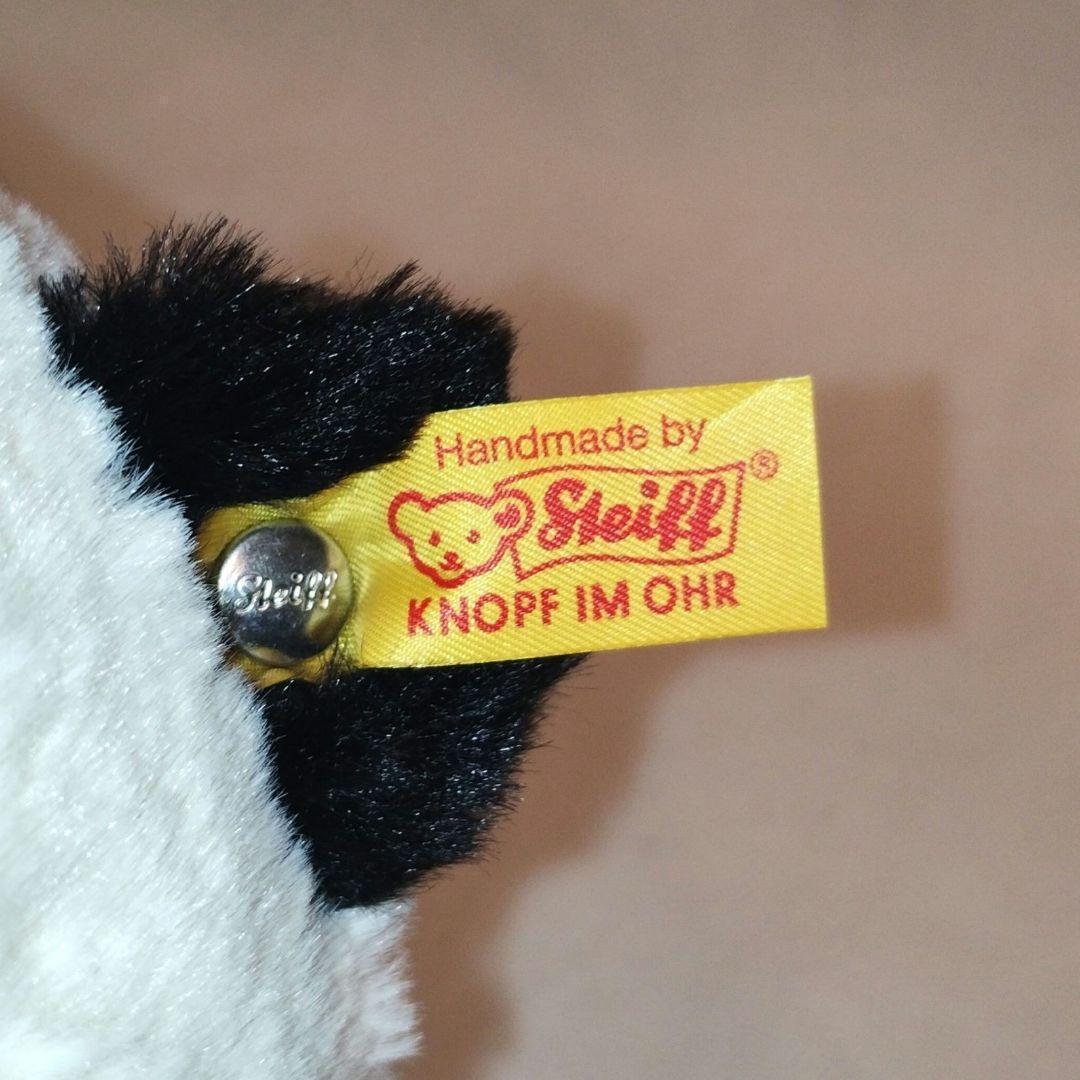 Handmade by
Steiff®
KNOPF IM OHR
Steiff